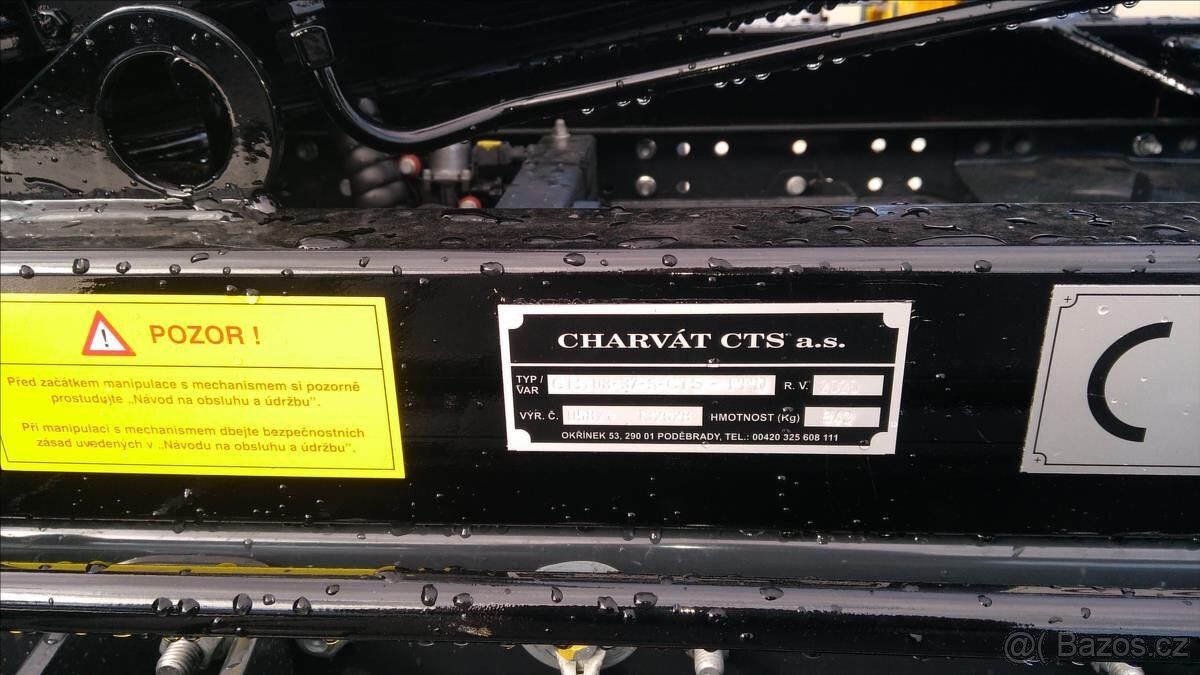 POZOR !
Před začátkem manipulace s mechanismem si pozorně
prostudujte „Návod na obsluhu a údržbu".
Při manipulaci s mechanismem dbejte bezpečnostních
zásad uvedených v „Návodu na obsluhu a údržbu".
CHARVÁT CTS a.s.
TYP /
VAR
R. V. 2020
VÝR. Č.
HMOTNOST (Kg)
OKŘÍNEK 53, 290 01 PODĚBRADY, TEL.: 00420 325 608 111
@( Bazos.cz